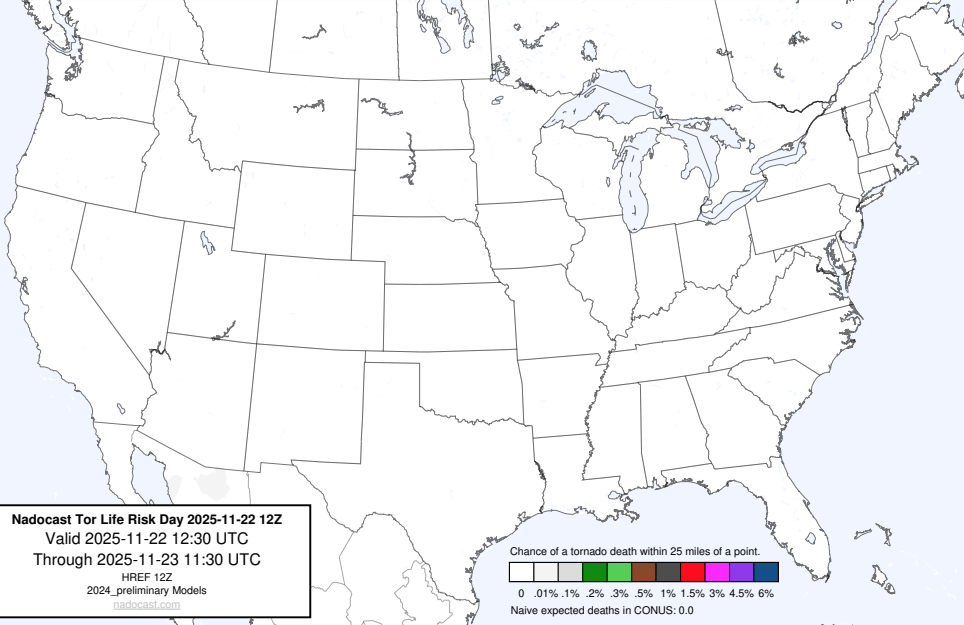 Nadocast Tor Life Risk Day 2025-11-22 12Z
Valid 2025-11-22 12:30 UTC
Through 2025-11-23 11:30 UTC
HREF 12Z
2024_preliminary Models
nadocast.com
Chance of a tornado death within 25 miles of a point.
0 .01% .1% .2% .3% .5% 1% 1.5% 3% 4.5% 6%
Naive expected deaths in CONUS: 0.0